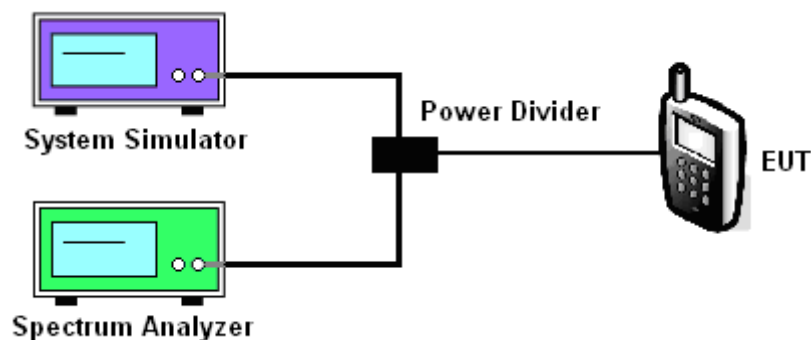 System Simulator
Power Divider
EUT
Spectrum Analyzer